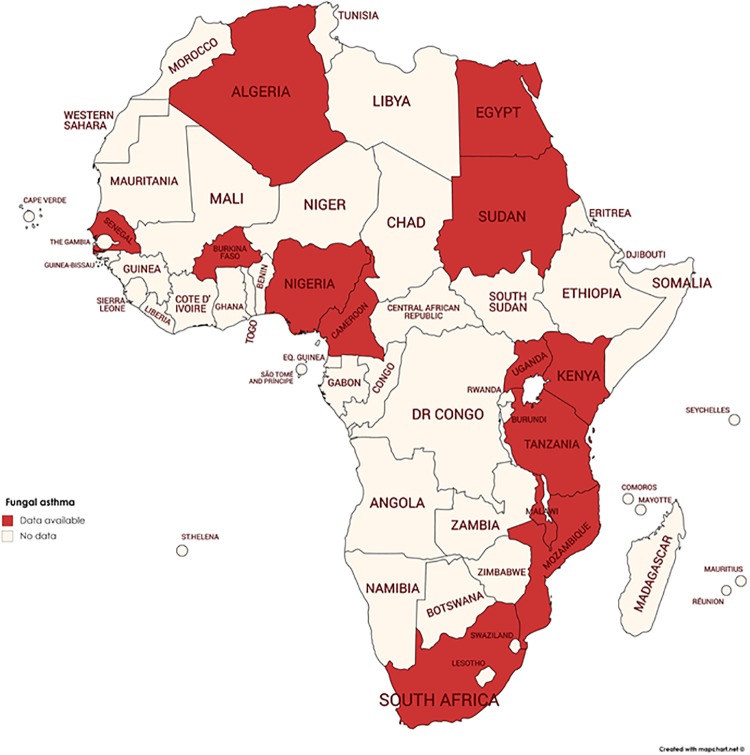 TUNISIA
MOROCCO
ALGERIA
LIBYA
EGYPT
WESTERN
SAHARA
MAURITANIA
MALI
NIGER
CHAD
SUDAN
ERITREA
CAPE VERDE
SENEGAL
THE GAMBIA
GUINEA-BISSAU
GUINEA
BURKINA
FASO
BENIN
NIGERIA
DJIBOUTI
SOMALIA
ETHIOPIA
SIERRA
LEONE
LIBERIA
COTE D'
IVOIRE
GHANA
TOGO
CAMEROON
CENTRAL AFRICAN
REPUBLIC
SOUTH
SUDAN
EQ. GUINEA
SÃO TOMÉ
AND PRÍNCIPE
GABON
CONGO
DR CONGO
UGANDA
KENYA
RWANDA
BURUNDI
TANZANIA
SEYCHELLES
Fungal asthma
Data available
No data
ST.HELENA
ANGOLA
ZAMBIA
MALAWI
MOZAMBIQUE
COMOROS
MAYOTTE
MADAGASCAR
MAURITIUS
RÉUNION
NAMIBIA
BOTSWANA
ZIMBABWE
SWAZILAND
LESOTHO
SOUTH AFRICA
Created with mapchart.net ©